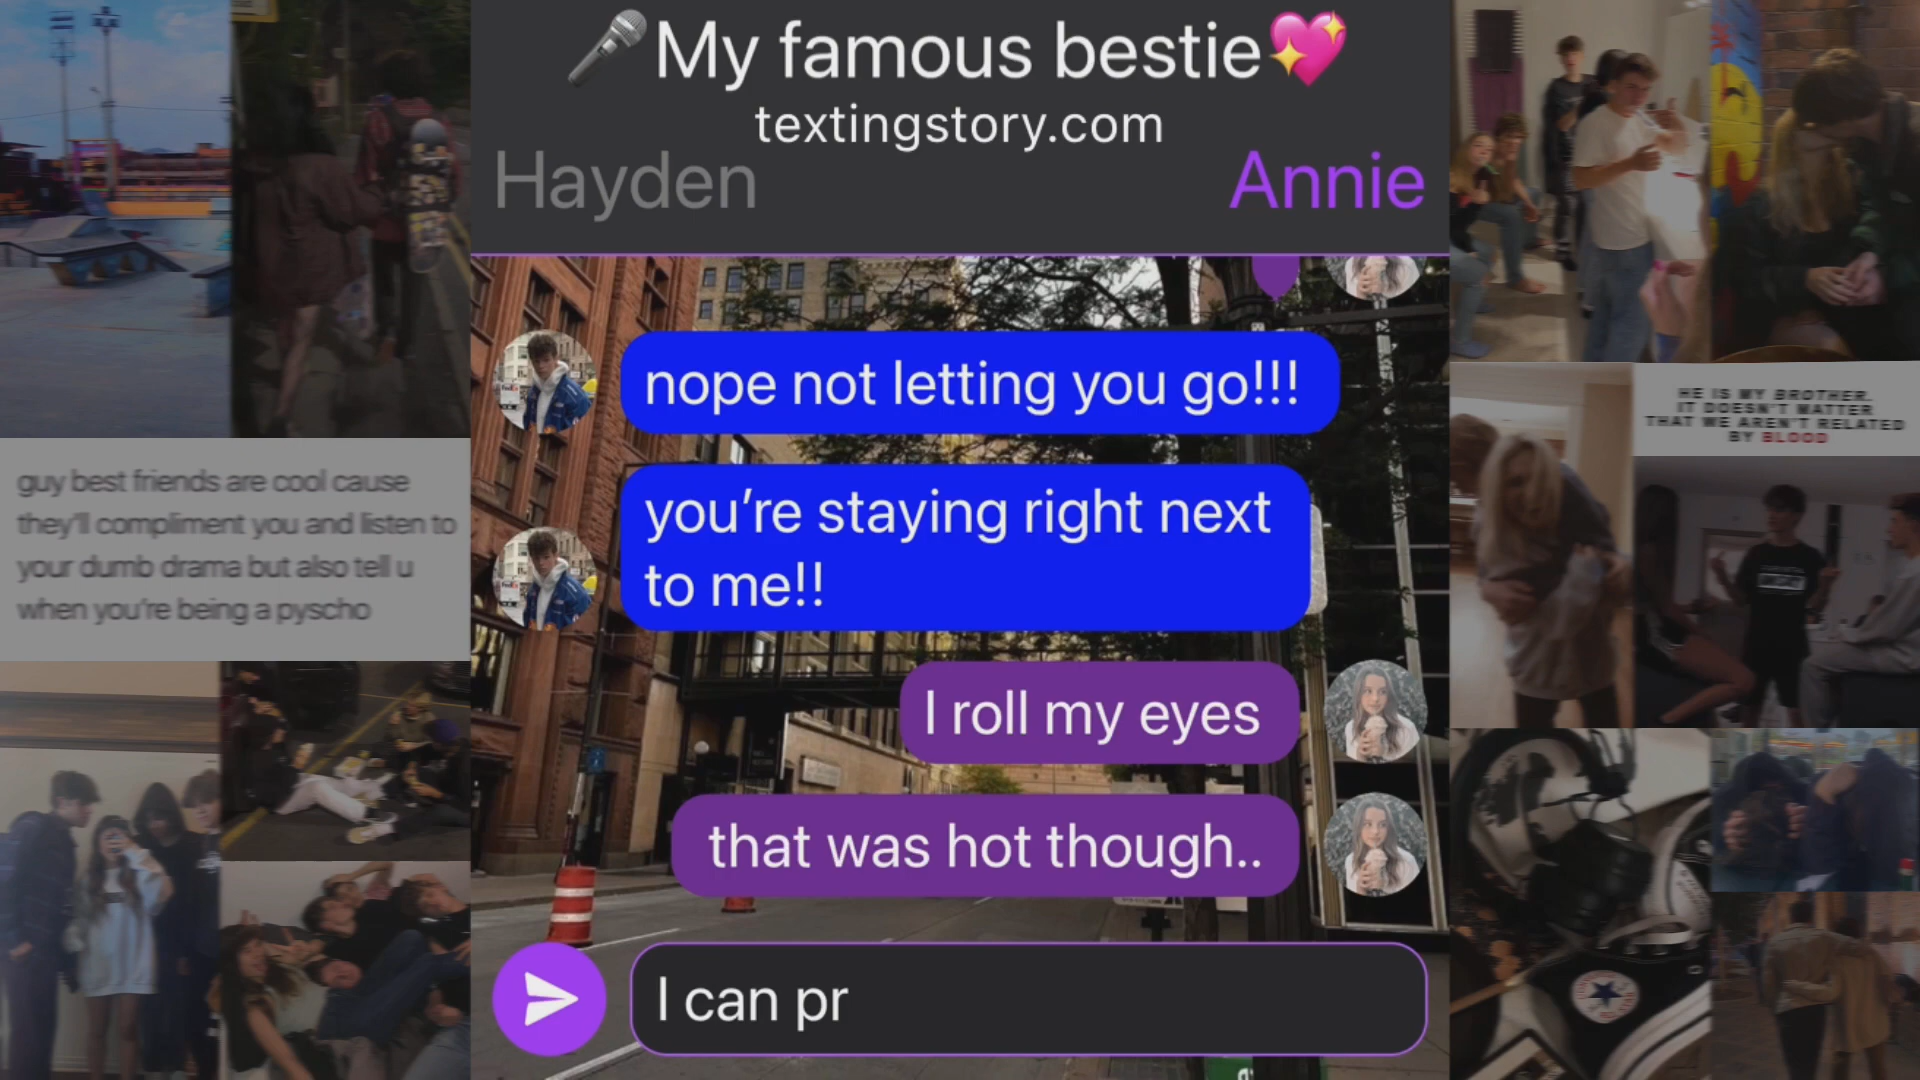 🎤My famous bestie💖
textingstory.com
Hayden
Annie
nope not letting you go!!!
you’re staying right next
to me!!
I roll my eyes
that was hot though..
I can pr
guy best friends are cool cause
they'll compliment you and listen to
your dumb drama but also tell u
when you're being a pyscho
HE IS MY BROTHER.
IT DOESN'T MATTER
THAT WE AREN'T RELATED
BY BLOOD